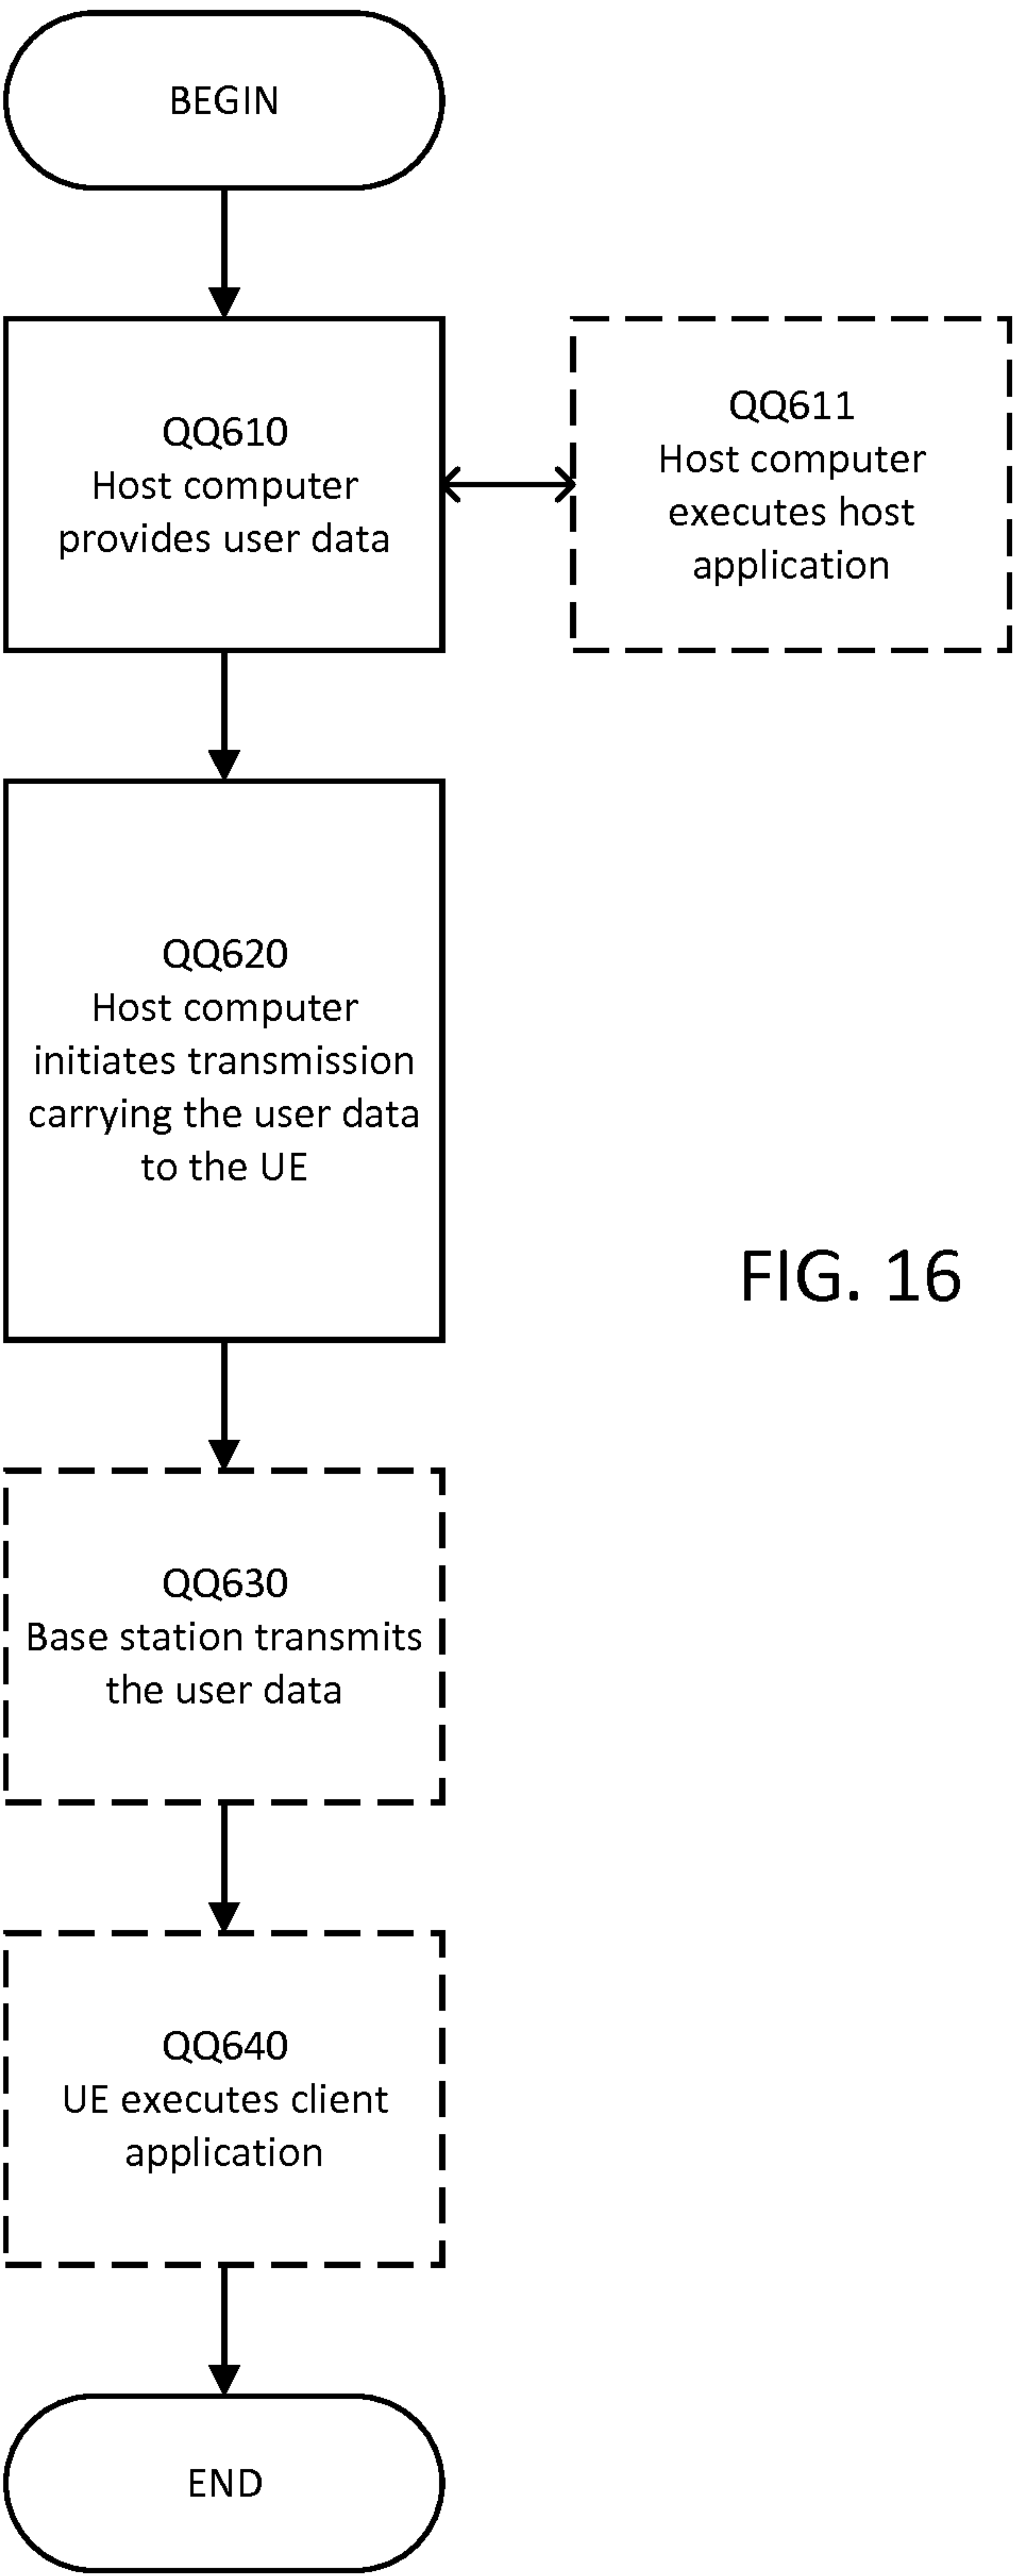 BEGIN
QQ610
Host computer
provides user data
QQ611
Host computer
executes host
application
QQ620
Host computer
initiates transmission
carrying the user data
to the UE
FIG. 16
QQ630
Base station transmits
the user data
QQ640
UE executes client
application
END